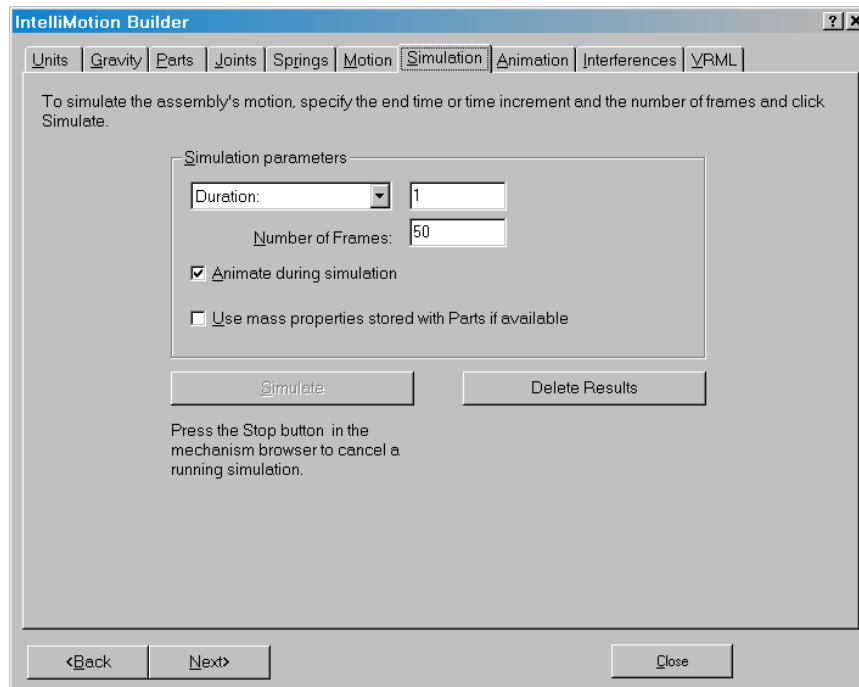 IntelliMotion Builder
Units Gravity Parts Joints Springs Motion Simulation Animation Interferences VRML
To simulate the assembly's motion, specify the end time or time increment and the number of frames and click
Simulate.
Simulation parameters
Duration: 1
Number of Frames: 50
Animate during simulation
Use mass properties stored with Parts if available
Simulate Delete Results
Press the Stop button in the
mechanism browser to cancel a
running simulation.
<Back Next> Close